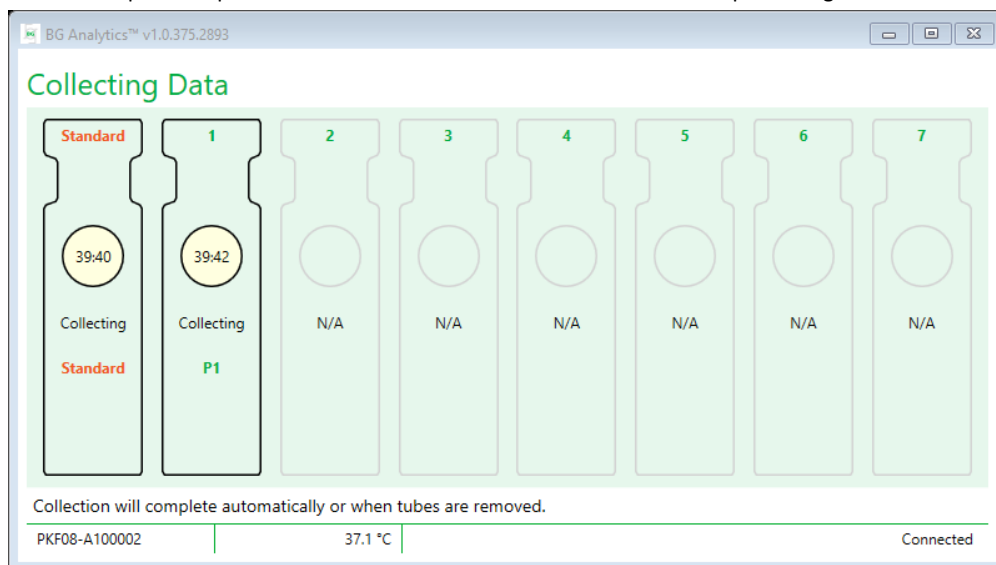 BG Analytics™ v1.0.375.2893
Collecting Data
Standard 1 2 3 4 5 6 7
39:40 39:42
Collecting Collecting N/A N/A N/A N/A N/A N/A
Standard P1
Collection will complete automatically or when tubes are removed.
PKF08-A100002 37.1 °C Connected